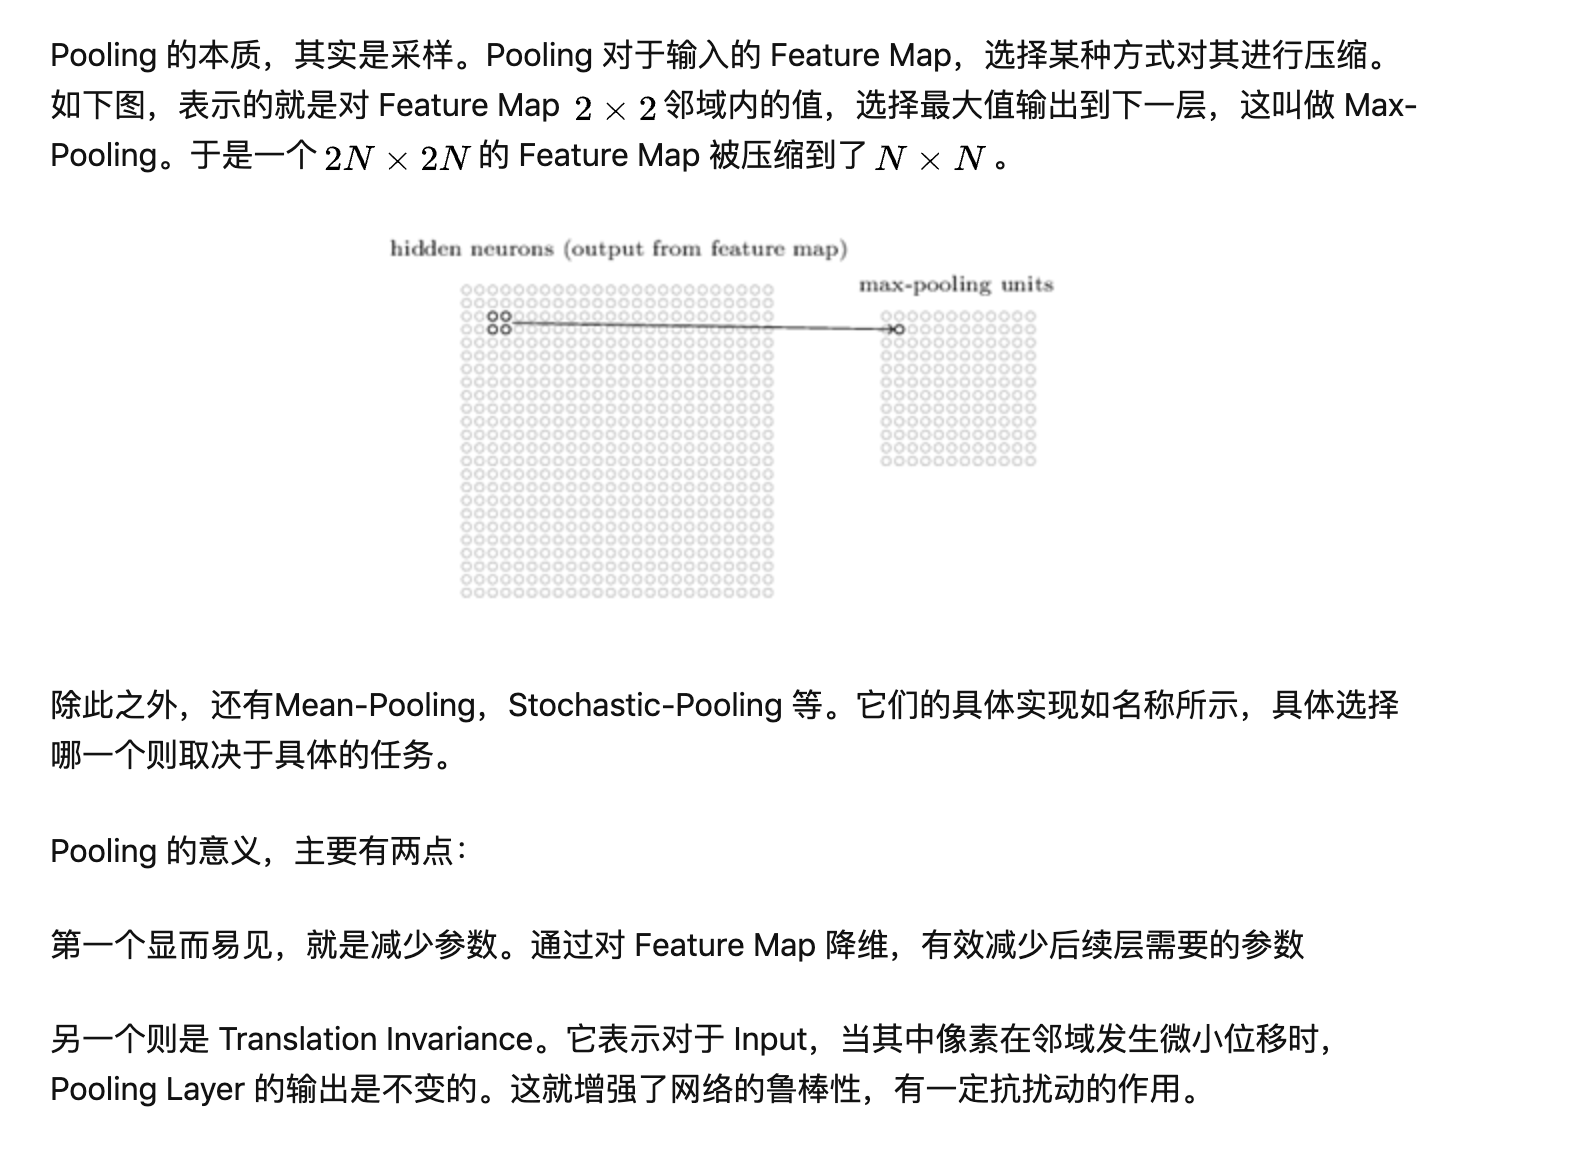 Pooling 的本质，其实是采样。Pooling 对于输入的 Feature Map，选择某种方式对其进行压缩。
如下图，表示的就是对 Feature Map 2 × 2 邻域内的值，选择最大值输出到下一层，这叫做 Max-
Pooling。于是一个 2N × 2N 的 Feature Map 被压缩到了 N × N 。
hidden neurons (output from feature map)
max-pooling units
除此之外，还有Mean-Pooling，Stochastic-Pooling 等。它们的具体实现如名称所示，具体选择
哪一个则取决于具体的任务。
Pooling 的意义，主要有两点：
第一个显而易见，就是减少参数。通过对 Feature Map 降维，有效减少后续层需要的参数
另一个则是 Translation Invariance。它表示对于 Input，当其中像素在邻域发生微小位移时，
Pooling Layer 的输出是不变的。这就增强了网络的鲁棒性，有一定抗扰动的作用。